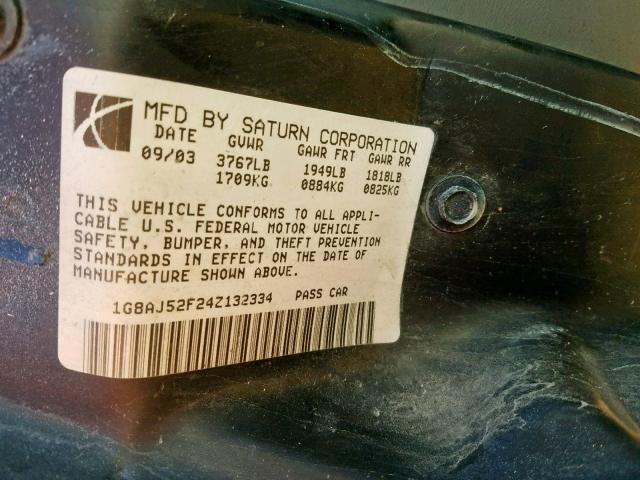 MFD BY SATURN CORPORATION
DATE GVWR GAWR FRT GAWR RR
09/03 3767LB 1949LB 1818LB
1709KG 0884KG 0825KG
THIS VEHICLE CONFORMS TO ALL APPLI-
CABLE U.S. FEDERAL MOTOR VEHICLE
SAFETY, BUMPER, AND THEFT PREVENTION
STANDARDS IN EFFECT ON THE DATE OF
MANUFACTURE SHOWN ABOVE.
1G8AJ52F24Z132334 PASS CAR